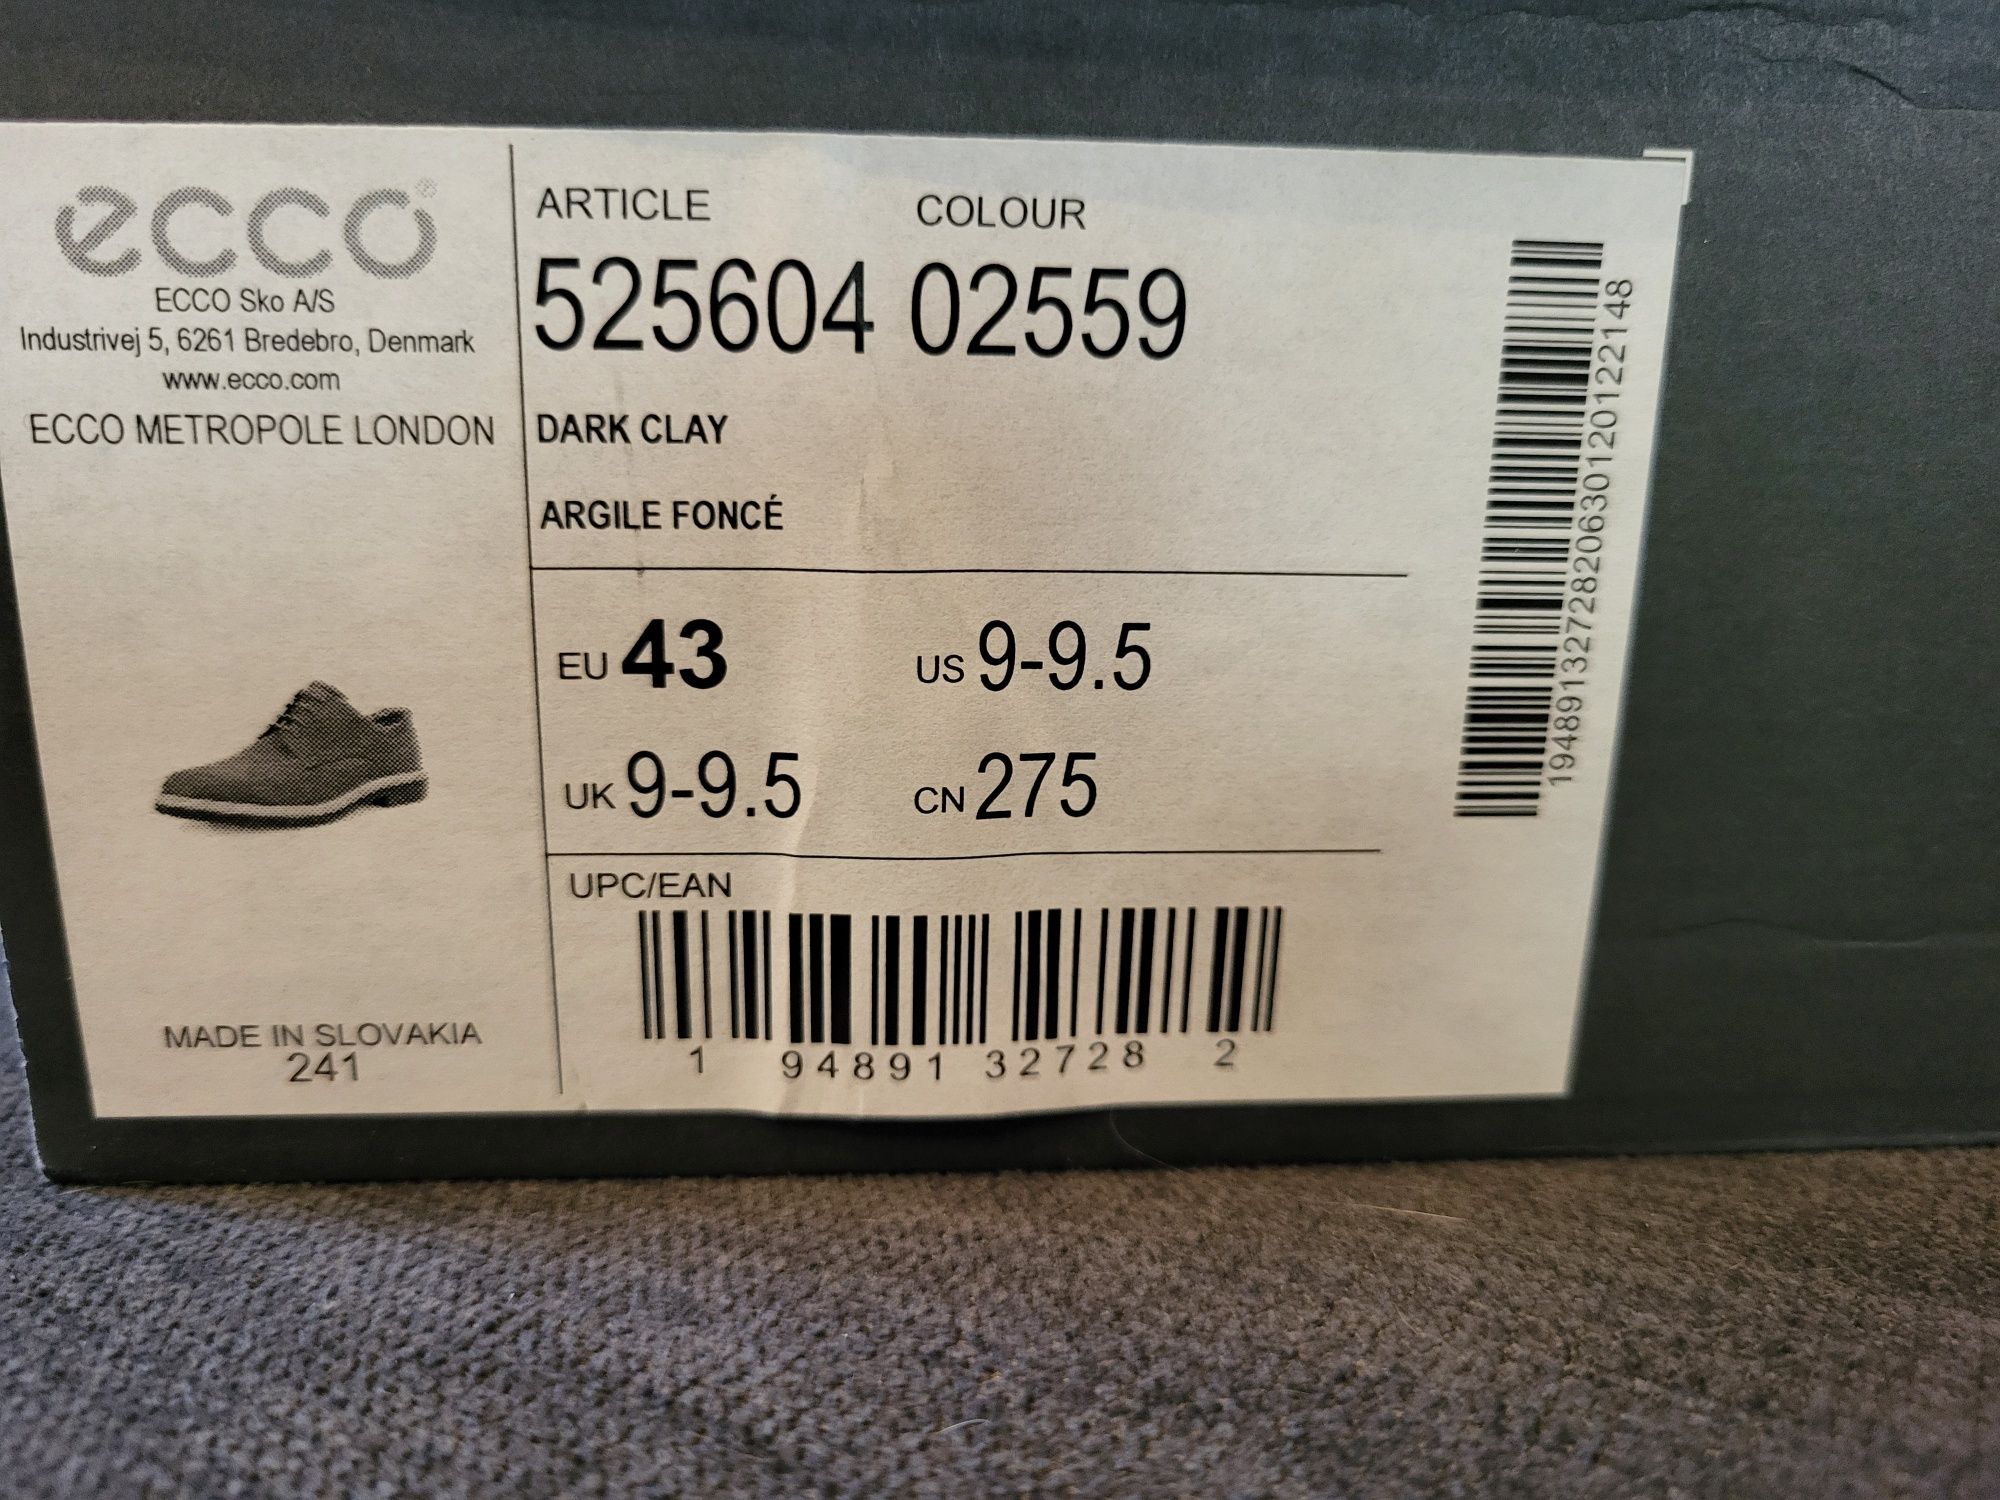 ecco®
ECCO Sko A/S
Industrivej 5, 6261 Bredebro, Denmark
www.ecco.com
ECCO METROPOLE LONDON
MADE IN SLOVAKIA
241
ARTICLE COLOUR
525604 02559
DARK CLAY
ARGILE FONCÉ
EU 43 US 9-9.5
UK 9-9.5 CN 275
UPC/EAN
1 94891 32728 2
1948913272820630120122148